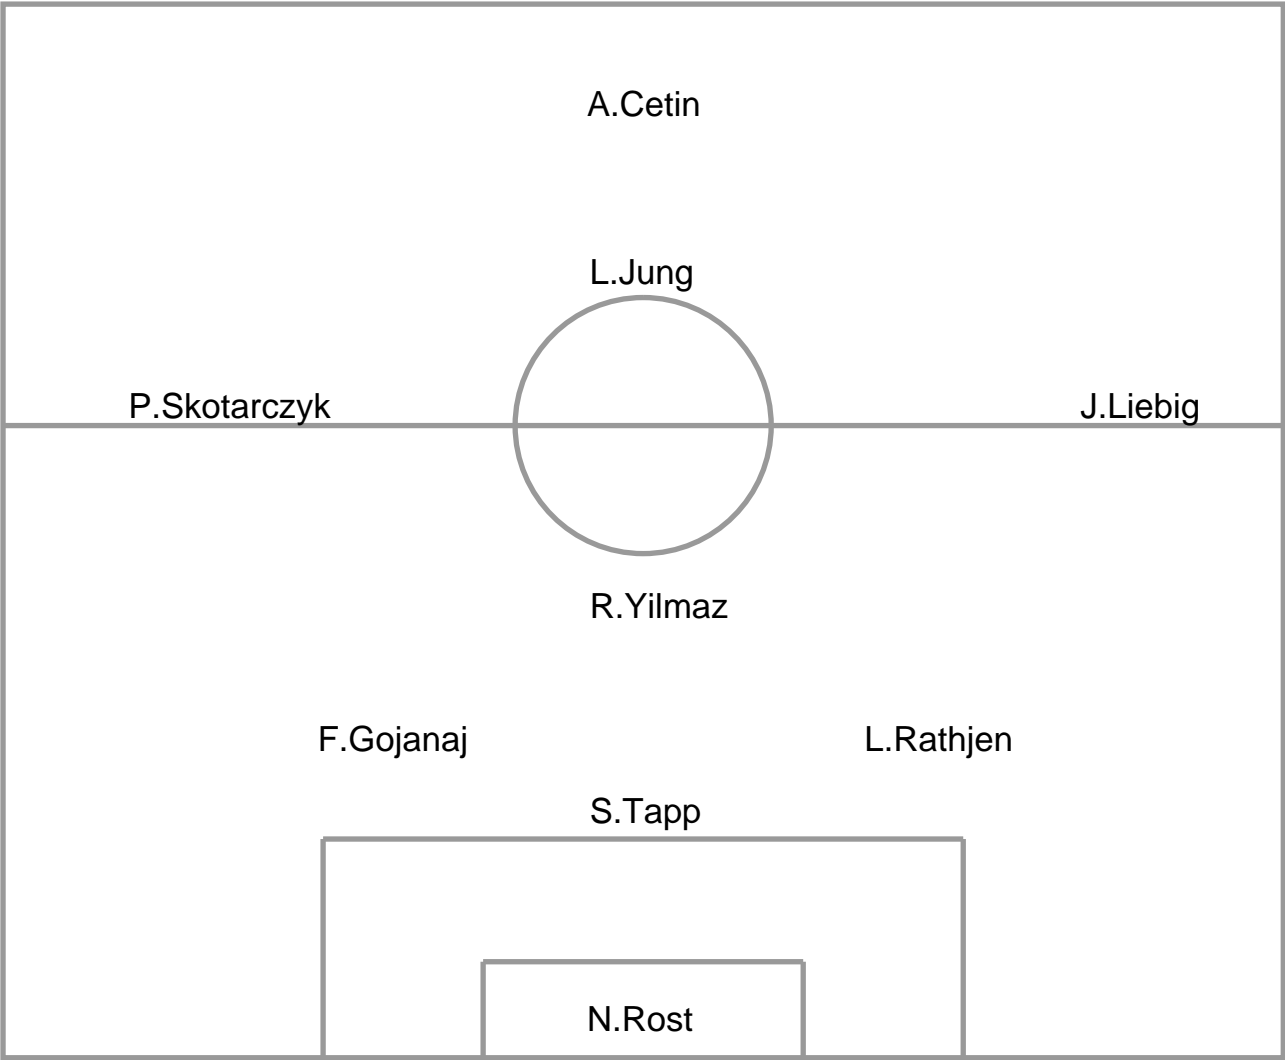 A.Cetin
L.Jung
P.Skotarczyk
J.Liebig
R.Yilmaz
F.Gojanaj
L.Rathjen
S.Tapp
N.Rost